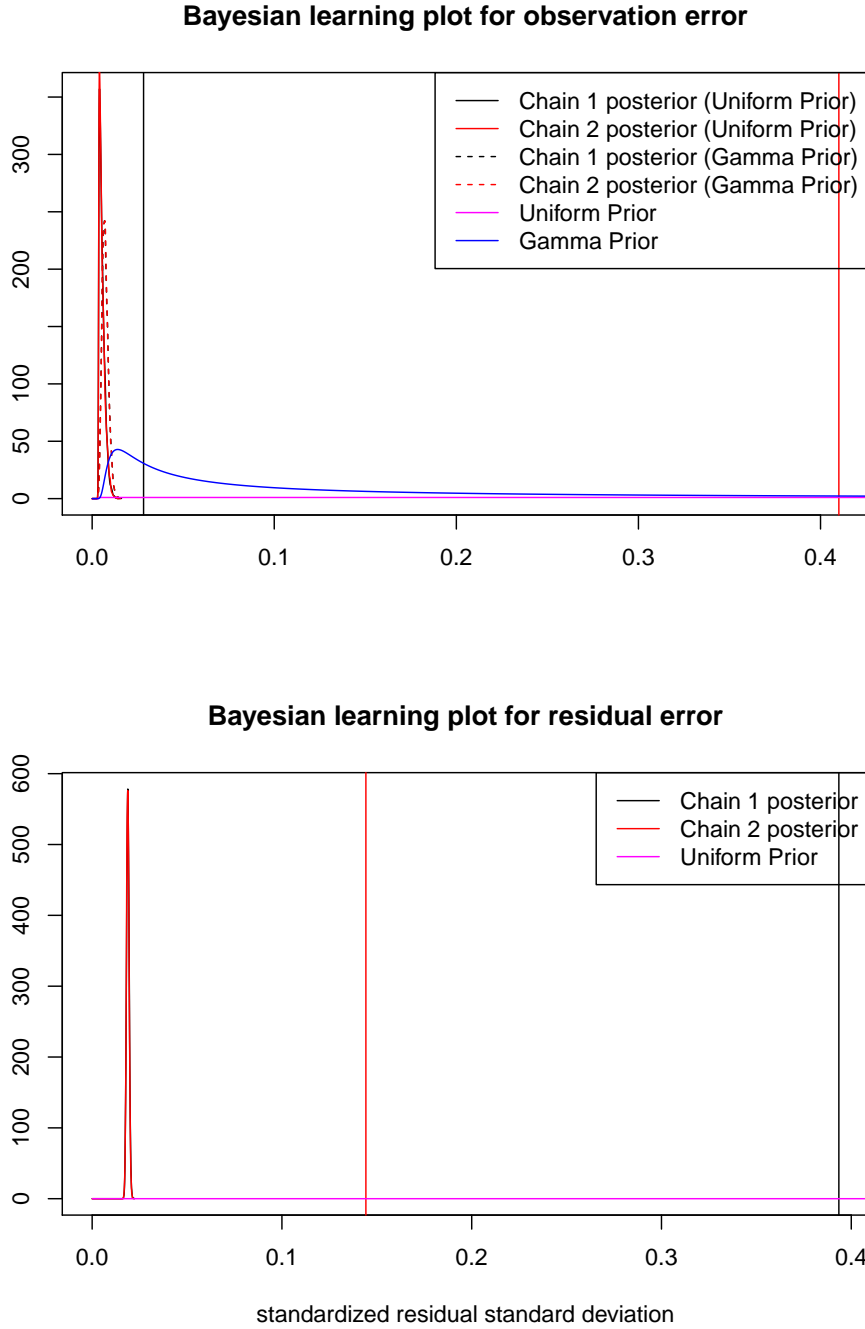 Bayesian learning plot for observation error
Chain 1 posterior (Uniform Prior)
Chain 2 posterior (Uniform Prior)
Chain 1 posterior (Gamma Prior)
Chain 2 posterior (Gamma Prior)
Uniform Prior
Gamma Prior
300
200
100
50
0
0.0 0.1 0.2 0.3 0.4
Bayesian learning plot for residual error
Chain 1 posterior
Chain 2 posterior
Uniform Prior
600
500
400
300
200
100
0
0.0 0.1 0.2 0.3 0.4
standardized residual standard deviation